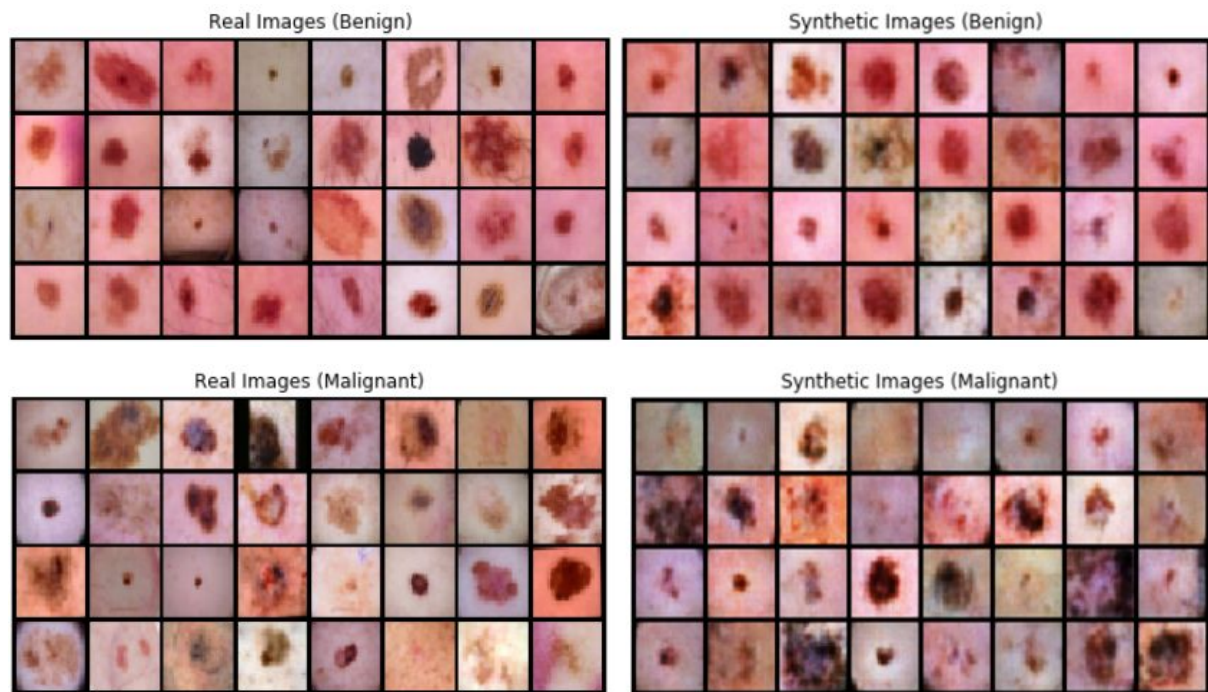 Real Images (Benign)
Synthetic Images (Benign)
Real Images (Malignant)
Synthetic Images (Malignant)